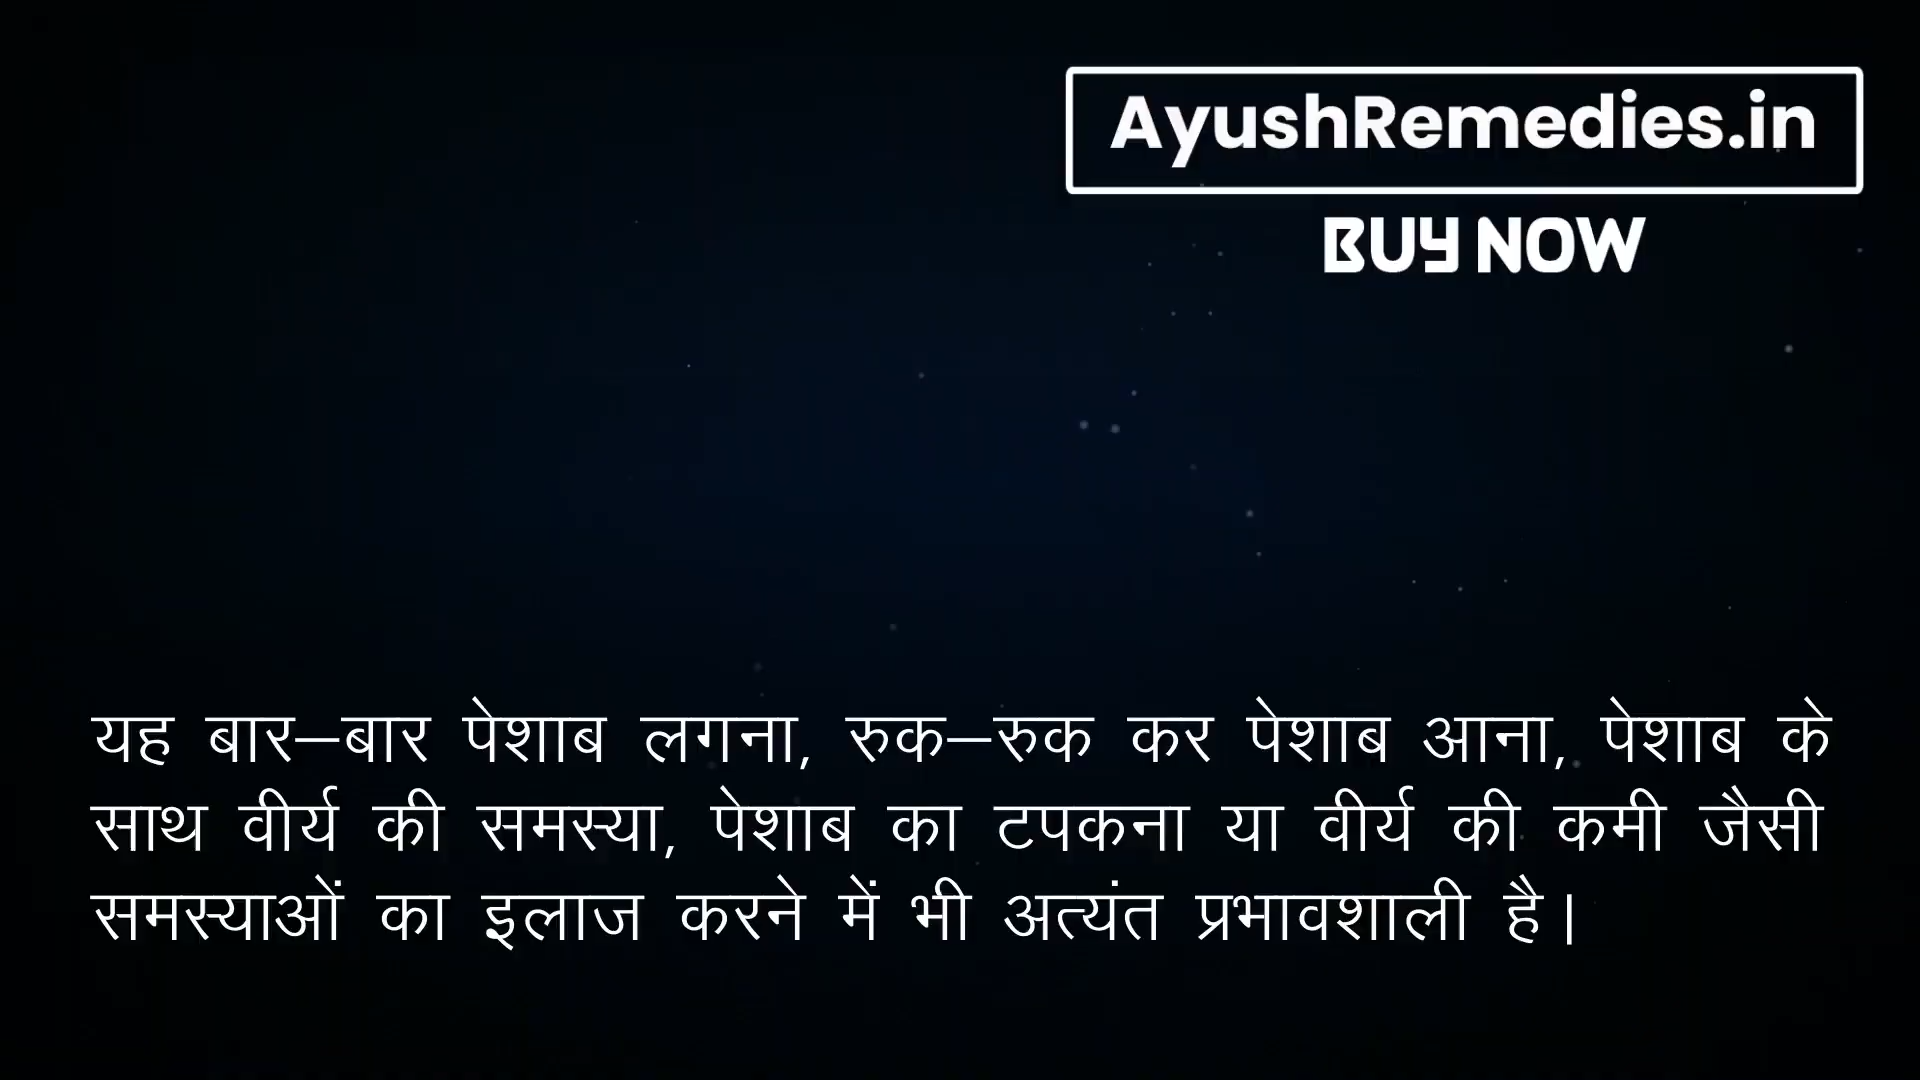 AyushRemedies.in
BUY NOW
यह बार–बार पेशाब लगना, रुक–रुक कर पेशाब आना, पेशाब के
साथ वीर्य की समस्या, पेशाब का टपकना या वीर्य की कमी जैसी
समस्याओं का इलाज करने में भी अत्यंत प्रभावशाली है।